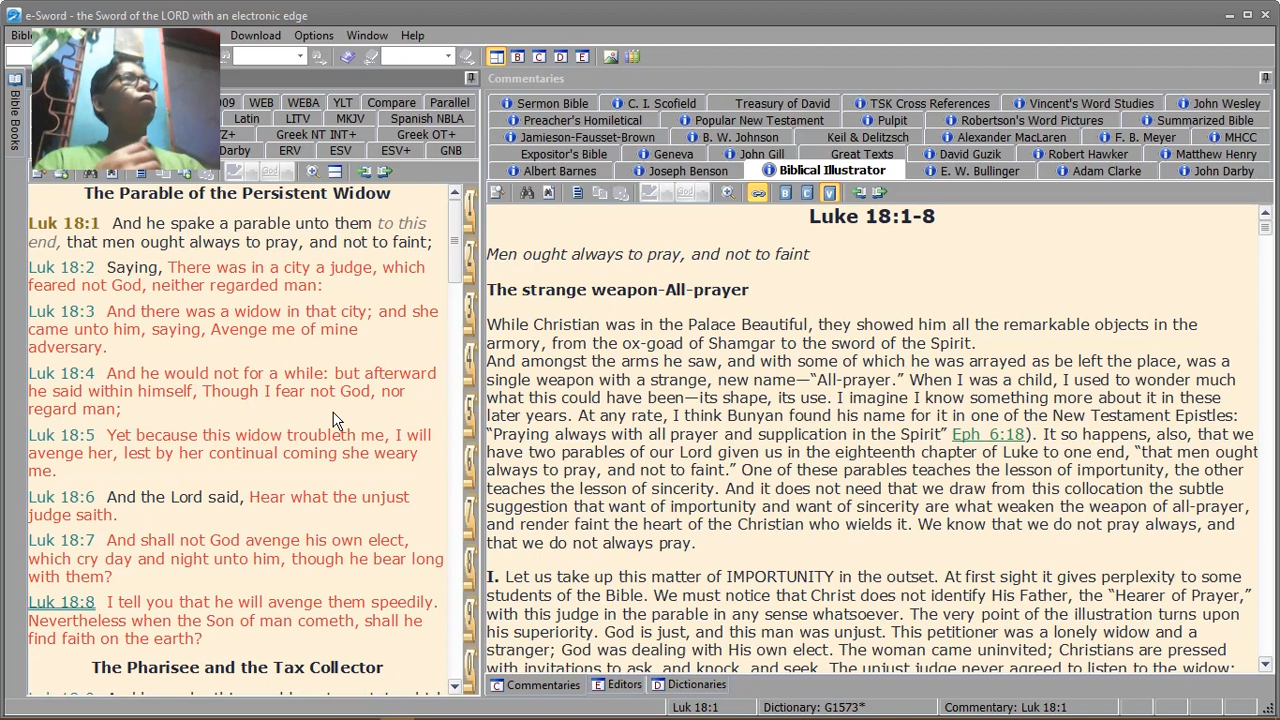 e-Sword - the Sword of the LORD with an electronic edge
Bibl
Download
Options
Window
Help
B
C
D
E
Bible Books
009
WEB
WEBA
YLT
Compare
Parallel
Latin
LITV
MKJV
Spanish NBLA
Greek NT INT+
Greek OT+
Darby
ERV
ESV
ESV+
GNB
The Parable of the Persistent Widow
Luk 18:1 And he spake a parable unto them to this
end, that men ought always to pray, and not to faint;
Luk 18:2 Saying, There was in a city a judge, which
feared not God, neither regarded man:
Luk 18:3 And there was a widow in that city; and she
came unto him, saying, Avenge me of mine
adversary.
Luk 18:4 And he would not for a while: but afterward
he said within himself, Though I fear not God, nor
regard man;
Luk 18:5 Yet because this widow troubleth me, I will
avenge her, lest by her continual coming she weary
me.
Luk 18:6 And the Lord said, Hear what the unjust
judge saith.
Luk 18:7 And shall not God avenge his own elect,
which cry day and night unto him, though he bear long
with them?
Luk 18:8 I tell you that he will avenge them speedily.
Nevertheless when the Son of man cometh, shall he
find faith on the earth?
The Pharisee and the Tax Collector
Commentaries
Sermon Bible
C. I. Scofield
Treasury of David
TSK Cross References
Vincent's Word Studies
John Wesley
Preacher's Homiletical
Popular New Testament
Pulpit
Robertson's Word Pictures
Summarized Bible
Jamieson-Fausset-Brown
B. W. Johnson
Keil & Delitzsch
Alexander MacLaren
F. B. Meyer
MHCC
Expositor's Bible
Geneva
John Gill
Great Texts
David Guzik
Robert Hawker
Matthew Henry
Albert Barnes
Joseph Benson
Biblical Illustrator
E. W. Bullinger
Adam Clarke
John Darby
B
C
V
Luke 18:1-8
Men ought always to pray, and not to faint
The strange weapon-All-prayer
While Christian was in the Palace Beautiful, they showed him all the remarkable objects in the
armory, from the ox-goad of Shamgar to the sword of the Spirit.
And amongst the arms he saw, and with some of which he was arrayed as be left the place, was a
single weapon with a strange, new name—“All-prayer.” When I was a child, I used to wonder much
what this could have been—its shape, its use. I imagine I know something more about it in these
later years. At any rate, I think Bunyan found his name for it in one of the New Testament Epistles:
“Praying always with all prayer and supplication in the Spirit” Eph_6:18). It so happens, also, that we
have two parables of our Lord given us in the eighteenth chapter of Luke to one end, “that men ought
always to pray, and not to faint.” One of these parables teaches the lesson of importunity, the other
teaches the lesson of sincerity. And it does not need that we draw from this collocation the subtle
suggestion that want of importunity and want of sincerity are what weaken the weapon of all-prayer,
and render faint the heart of the Christian who wields it. We know that we do not pray always, and
that we do not always pray.
I. Let us take up this matter of IMPORTUNITY in the outset. At first sight it gives perplexity to some
students of the Bible. We must notice that Christ does not identify His Father, the “Hearer of Prayer,”
with this judge in the parable in any sense whatsoever. The very point of the illustration turns upon
his superiority. God is just, and this man was unjust. This petitioner was a lonely widow and a
stranger; God was dealing with His own elect. The woman came uninvited; Christians are pressed
with invitations to ask, and knock, and seek. The unjust judge never agreed to listen to the widow;
Commentaries
Editors
Dictionaries
Luk 18:1
Dictionary: G1573*
Commentary: Luk 18:1